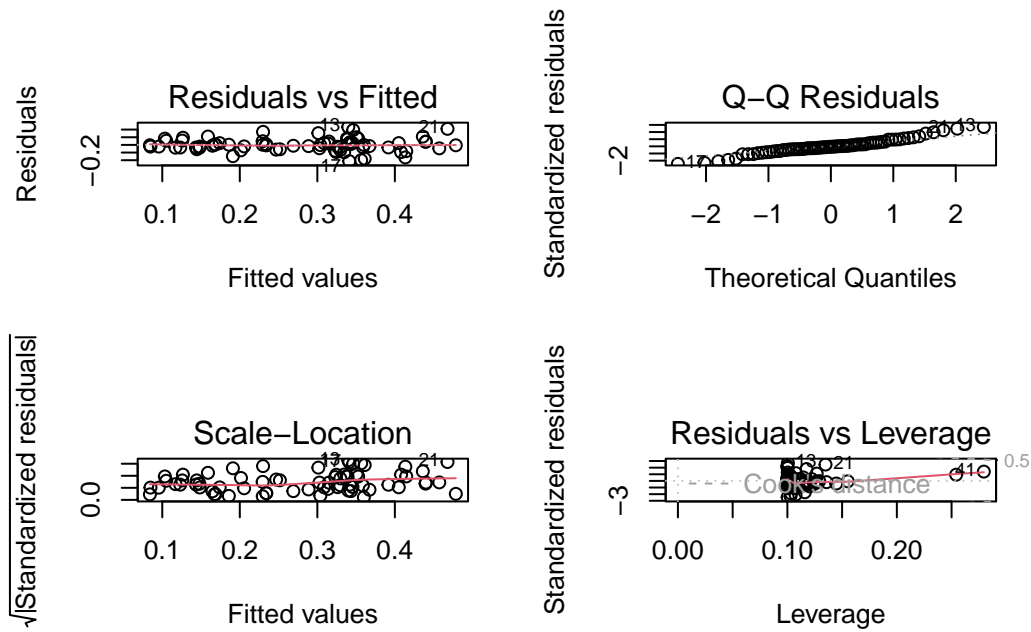 Residuals vs Fitted
Residuals
−0.2
13
21
17
0.1 0.2 0.3 0.4
Fitted values
Q−Q Residuals
Standardized residuals
−2
21
13
17
−2 −1 0 1 2
Theoretical Quantiles
Scale−Location
√|Standardized residuals|
0.0
17
21
0.1 0.2 0.3 0.4
Fitted values
Residuals vs Leverage
Standardized residuals
−3
13
21
41
0.5
Cook's distance
0.00 0.10 0.20
Leverage